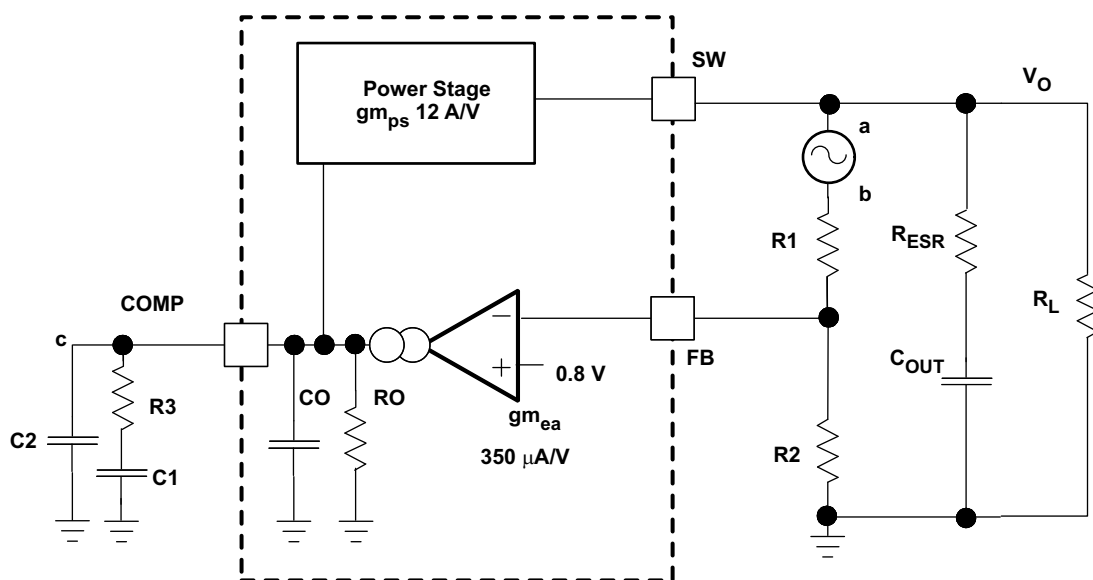 Power Stage
gm_ps 12 A/V
SW
V_O
a
b
R1
R_ESR
R_L
COMP
c
FB
0.8 V
C_OUT
CO
RO
R3
gm_ea
C2
350 μA/V
R2
C1
−
+